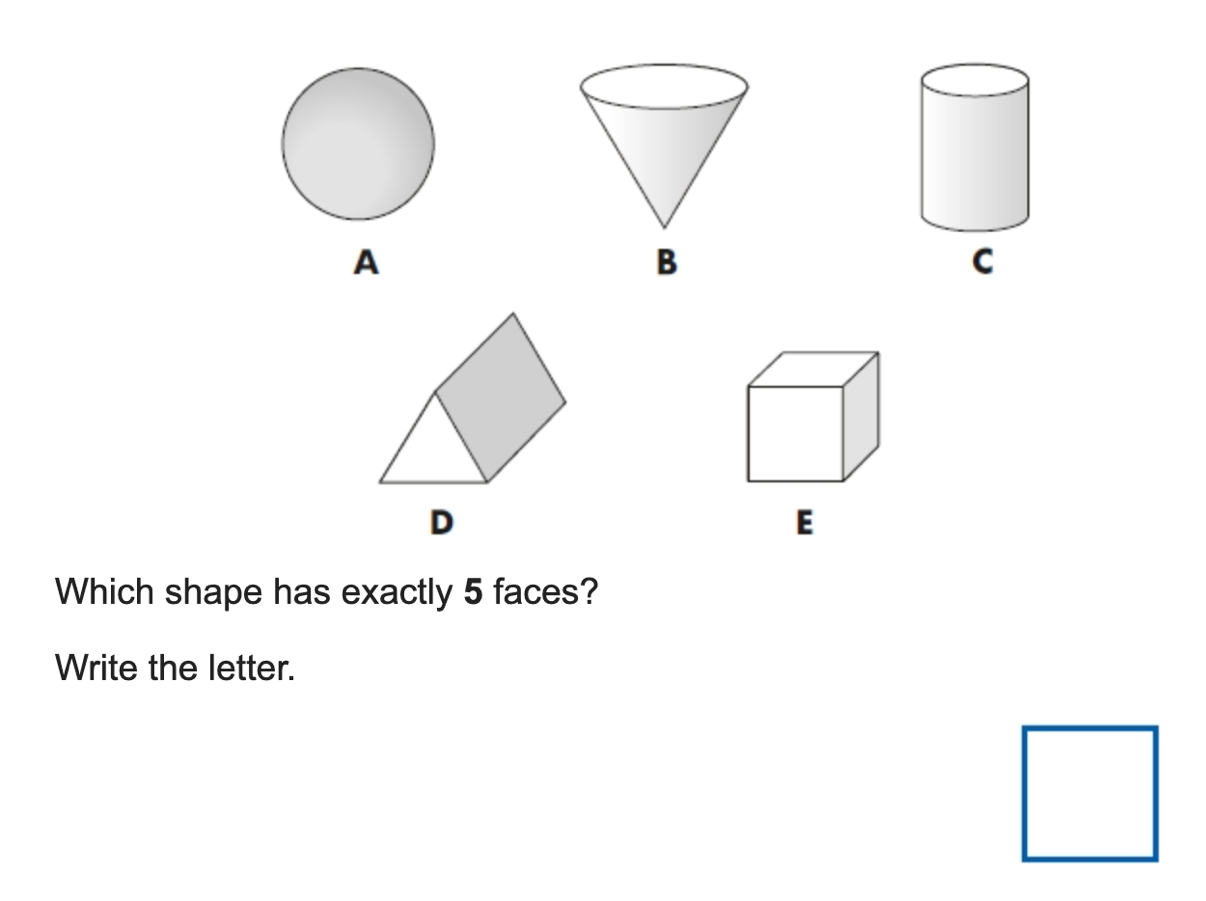 A B C
D E
Which shape has exactly 5 faces?
Write the letter.